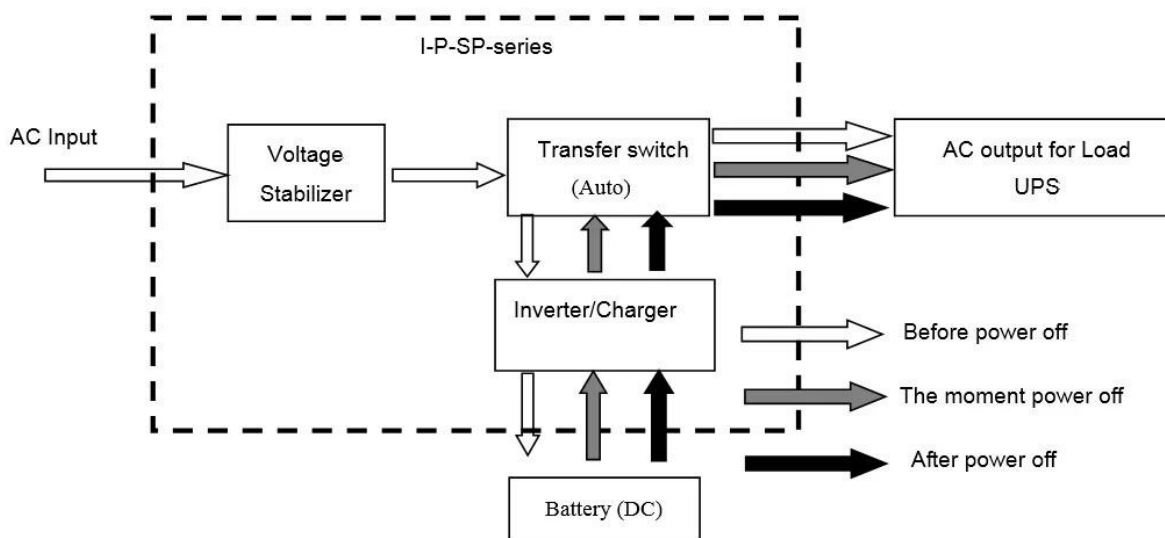 I-P-SP-series
AC Input
Voltage
Stabilizer
Transfer switch
(Auto)
AC output for Load
UPS
Inverter/Charger
Before power off
The moment power off
After power off
Battery (DC)